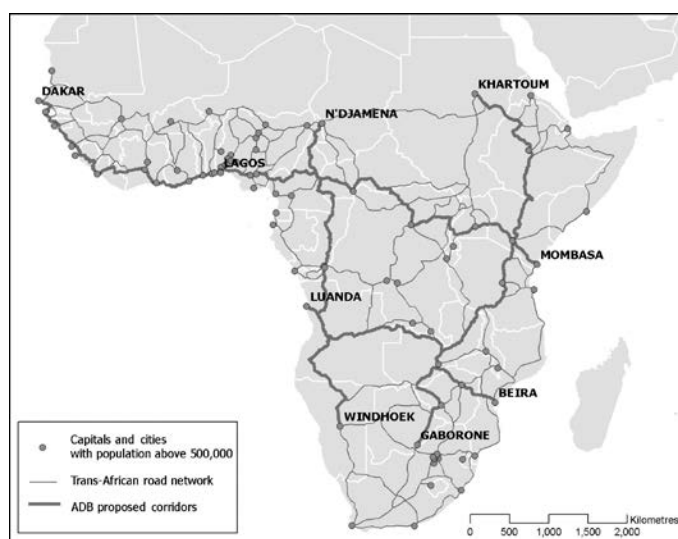 KHARTOUM
DAKAR
N'DJAMENA
LAGOS
MOMBASA
LUANDA
BEIRA
WINDHOEK
GABORONE
Capitals and cities
with population above 500,000
Trans-African road network
ADB proposed corridors
Kilometres
0 500 1,000 1,500 2,000